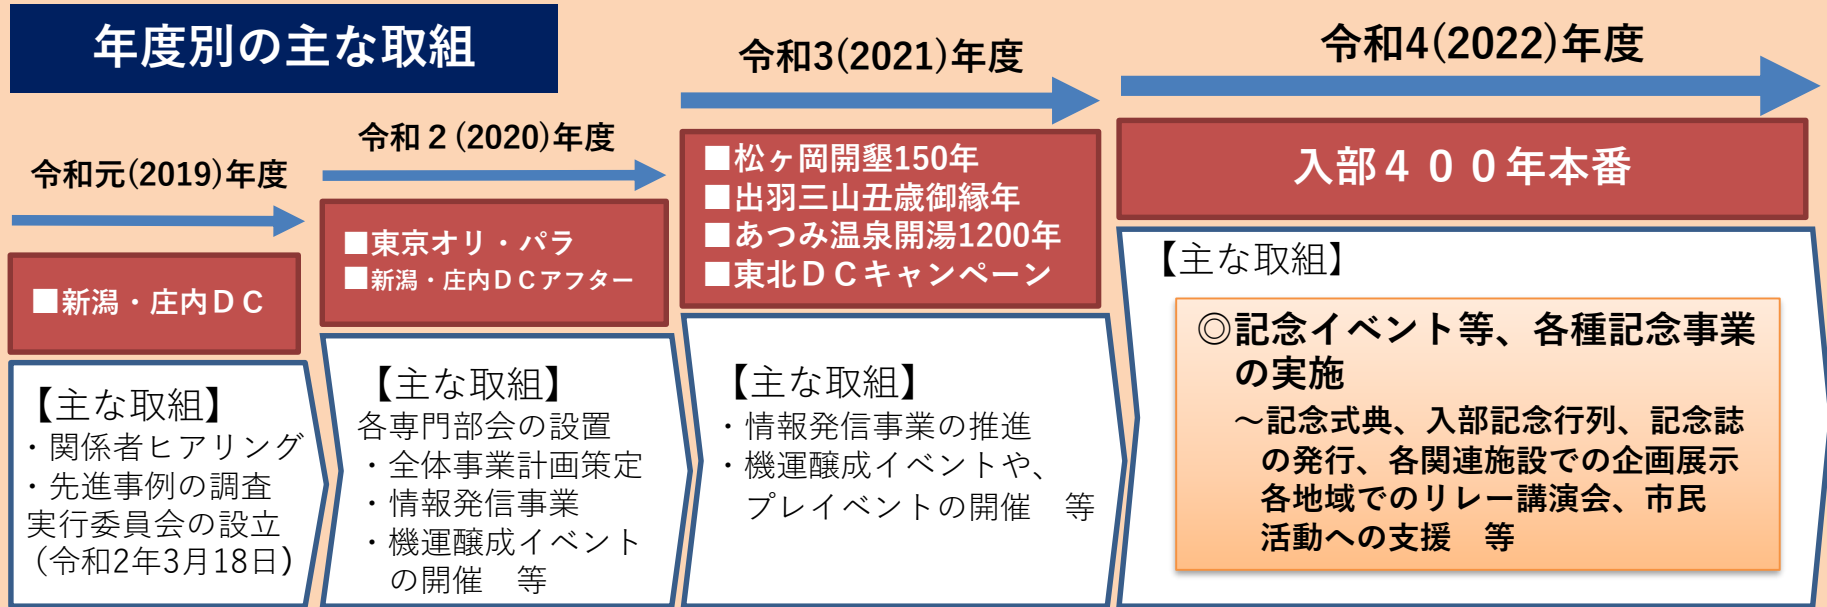 年度別の主な取組
令和元(2019)年度
■新潟・庄内ＤＣ
【主な取組】
・関係者ヒアリング
・先進事例の調査
実行委員会の設立
(令和2年3月18日)
令和２(2020)年度
■東京オリ・パラ
■新潟・庄内ＤＣアフター
【主な取組】
各専門部会の設置
・全体事業計画策定
・情報発信事業
・機運醸成イベント
の開催　等
令和3(2021)年度
■松ヶ岡開墾150年
■出羽三山丑歳御縁年
■あつみ温泉開湯1200年
■東北ＤＣキャンペーン
【主な取組】
・情報発信事業の推進
・機運醸成イベントや、
プレイベントの開催　等
令和4(2022)年度
入部４００年本番
【主な取組】
◎記念イベント等、各種記念事業
の実施
～記念式典、入部記念行列、記念誌
の発行、各関連施設での企画展示
各地域でのリレー講演会、市民
活動への支援　等